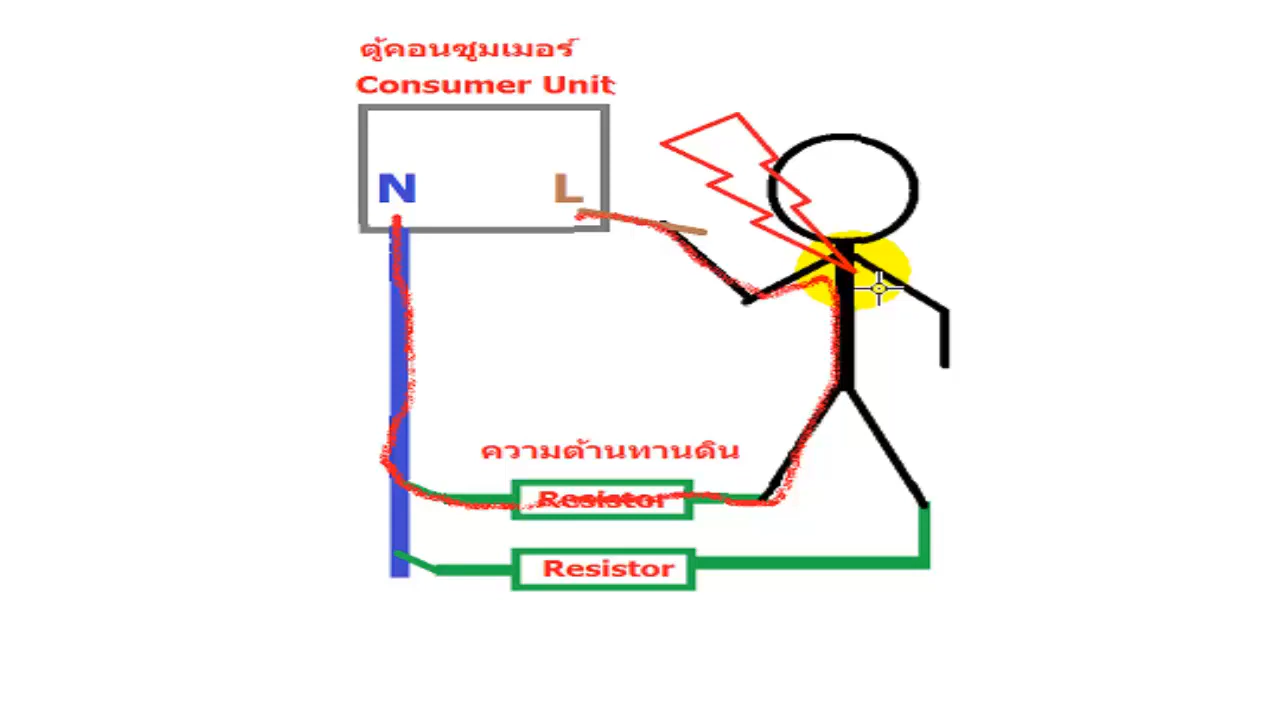 ตู้คอนซูมเมอร์
Consumer Unit
N L
ความต้านทานดิน
Resistor
Resistor